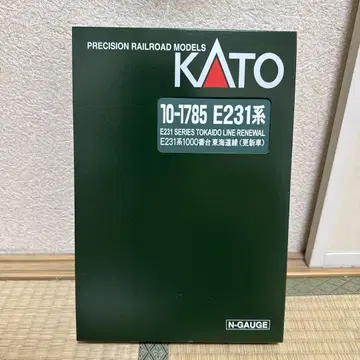 PRECISION RAILROAD MODELS
KATO
10-1785 E231系
E231 SERIES TOKAIDO LINE RENEWAL
E231系1000番台 東海道線(更新車)
N-GAUGE